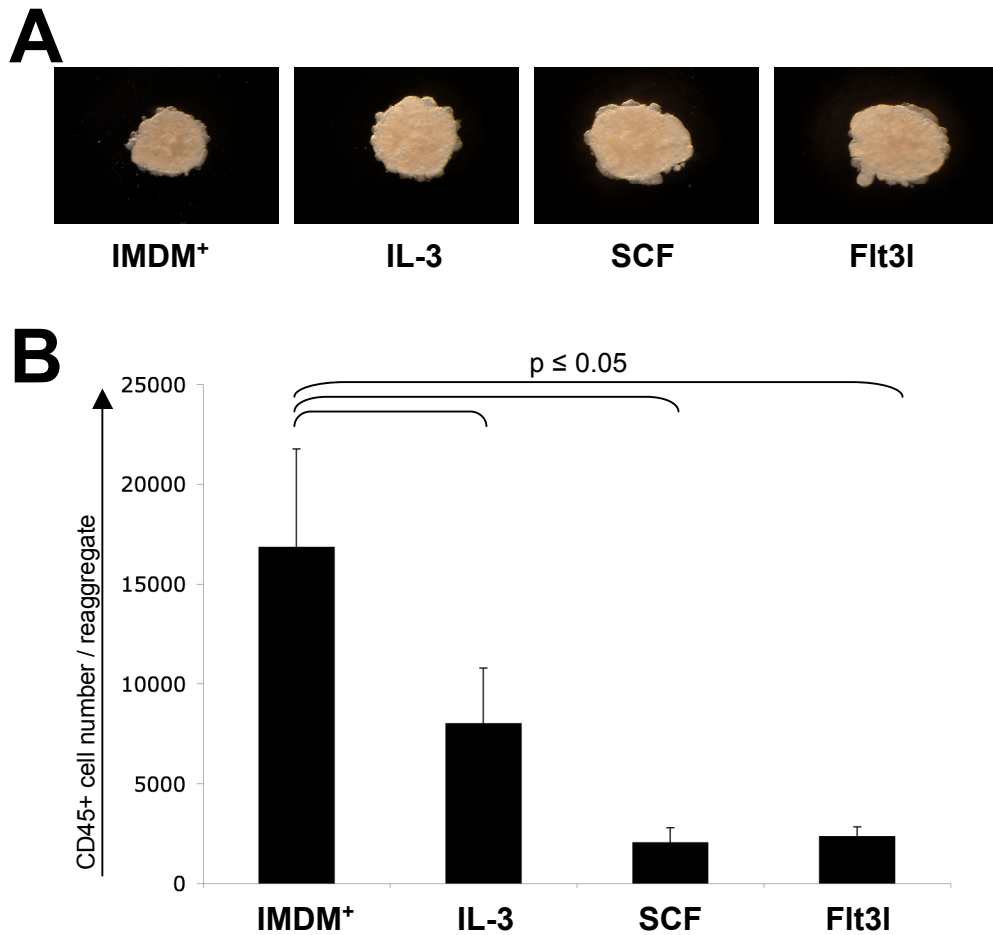 A
IMDM⁺ IL-3 SCF Flt3l
B
p ≤ 0.05
CD45+ cell number / reaggregate
25000
20000
15000
10000
5000
0
IMDM⁺ IL-3 SCF Flt3l